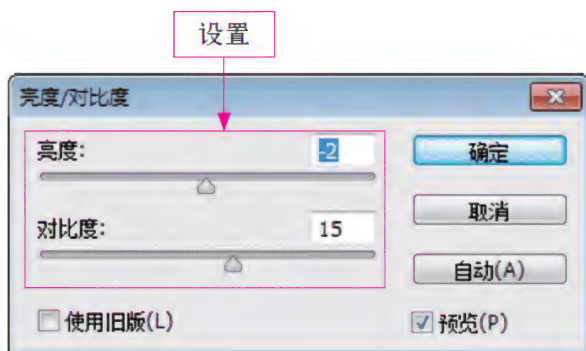 设置
亮度/对比度
亮度: -2
对比度: 15
确定
取消
自动(A)
使用旧版(L)
预览(P)